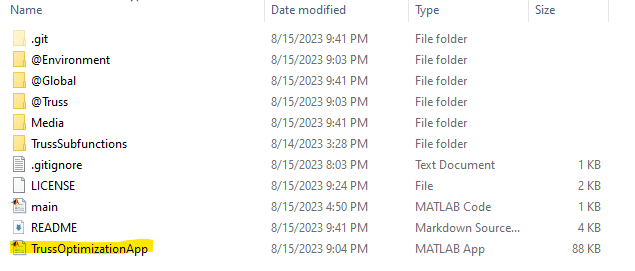 Name Date modified Type Size
.git 8/15/2023 9:41 PM File folder
@Environment 8/15/2023 9:03 PM File folder
@Global 8/15/2023 9:41 PM File folder
@Truss 8/15/2023 9:03 PM File folder
Media 8/15/2023 9:41 PM File folder
TrussSubfunctions 8/14/2023 3:28 PM File folder
.gitignore 8/15/2023 8:03 PM Text Document 1 KB
LICENSE 8/15/2023 9:24 PM File 2 KB
main 8/15/2023 4:50 PM MATLAB Code 1 KB
README 8/15/2023 9:41 PM Markdown Source... 4 KB
TrussOptimizationApp 8/15/2023 9:04 PM MATLAB App 88 KB